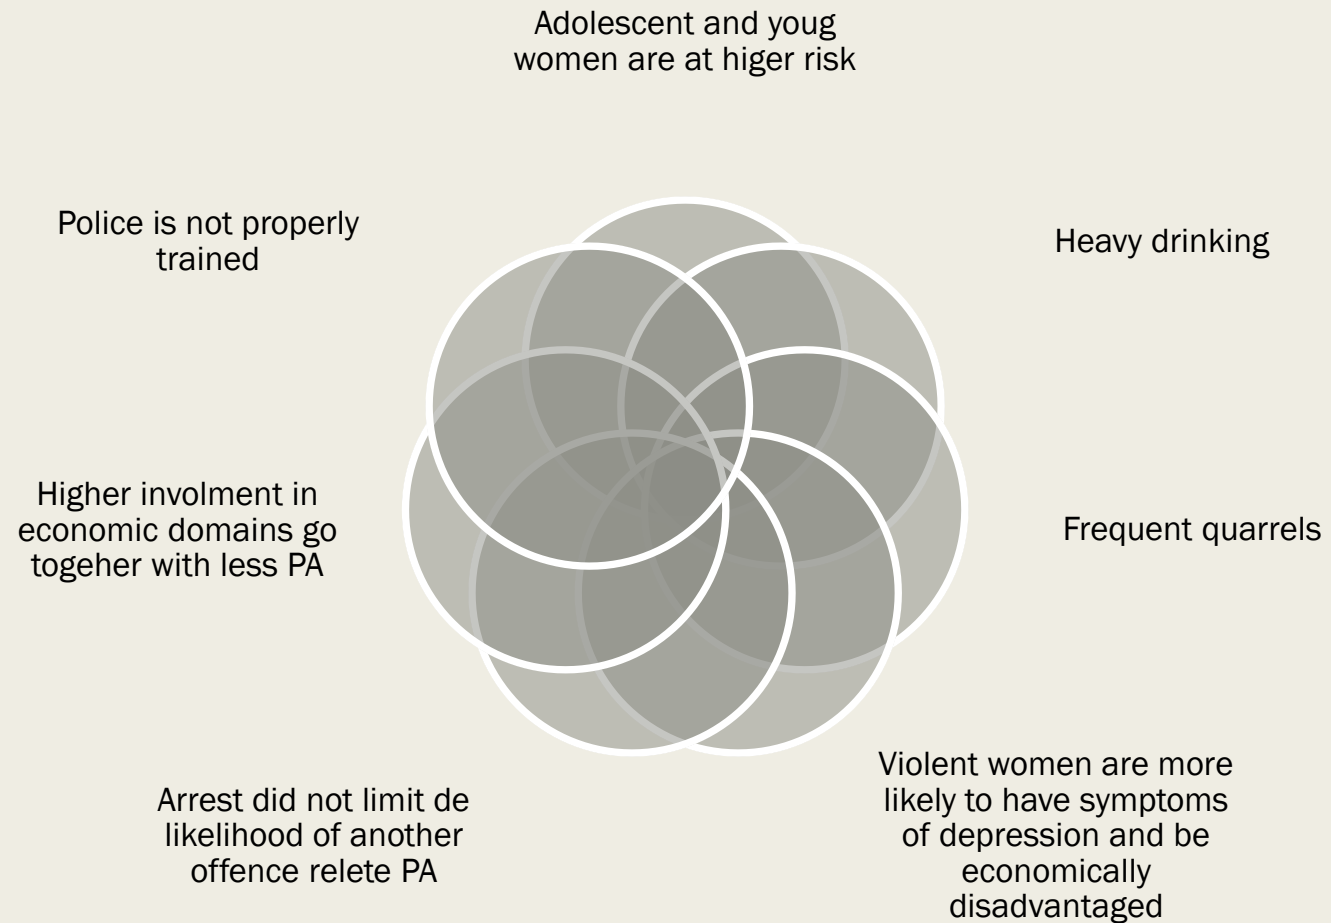 Adolescent and youg
women are at higer risk
Police is not properly
trained
Heavy drinking
Higher involment in
economic domains go
togeher with less PA
Frequent quarrels
Arrest did not limit de
likelihood of another
offence relete PA
Violent women are more
likely to have symptoms
of depression and be
economically
disadvantaged